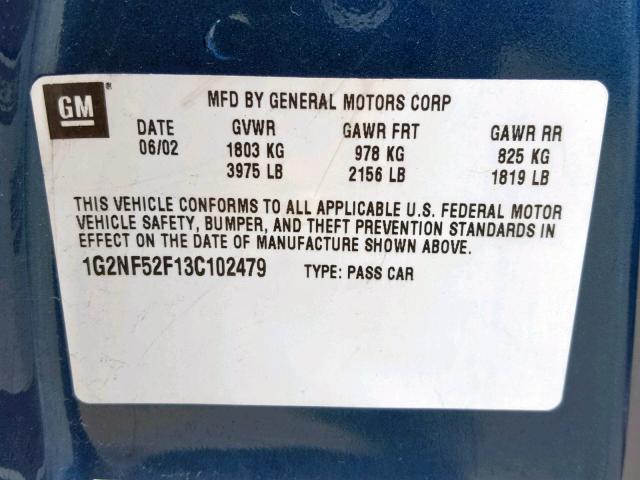 GM ®
MFD BY GENERAL MOTORS CORP
DATE GVWR GAWR FRT GAWR RR
06/02 1803 KG 978 KG 825 KG
3975 LB 2156 LB 1819 LB
THIS VEHICLE CONFORMS TO ALL APPLICABLE U.S. FEDERAL MOTOR
VEHICLE SAFETY, BUMPER, AND THEFT PREVENTION STANDARDS IN
EFFECT ON THE DATE OF MANUFACTURE SHOWN ABOVE.
1G2NF52F13C102479 TYPE: PASS CAR